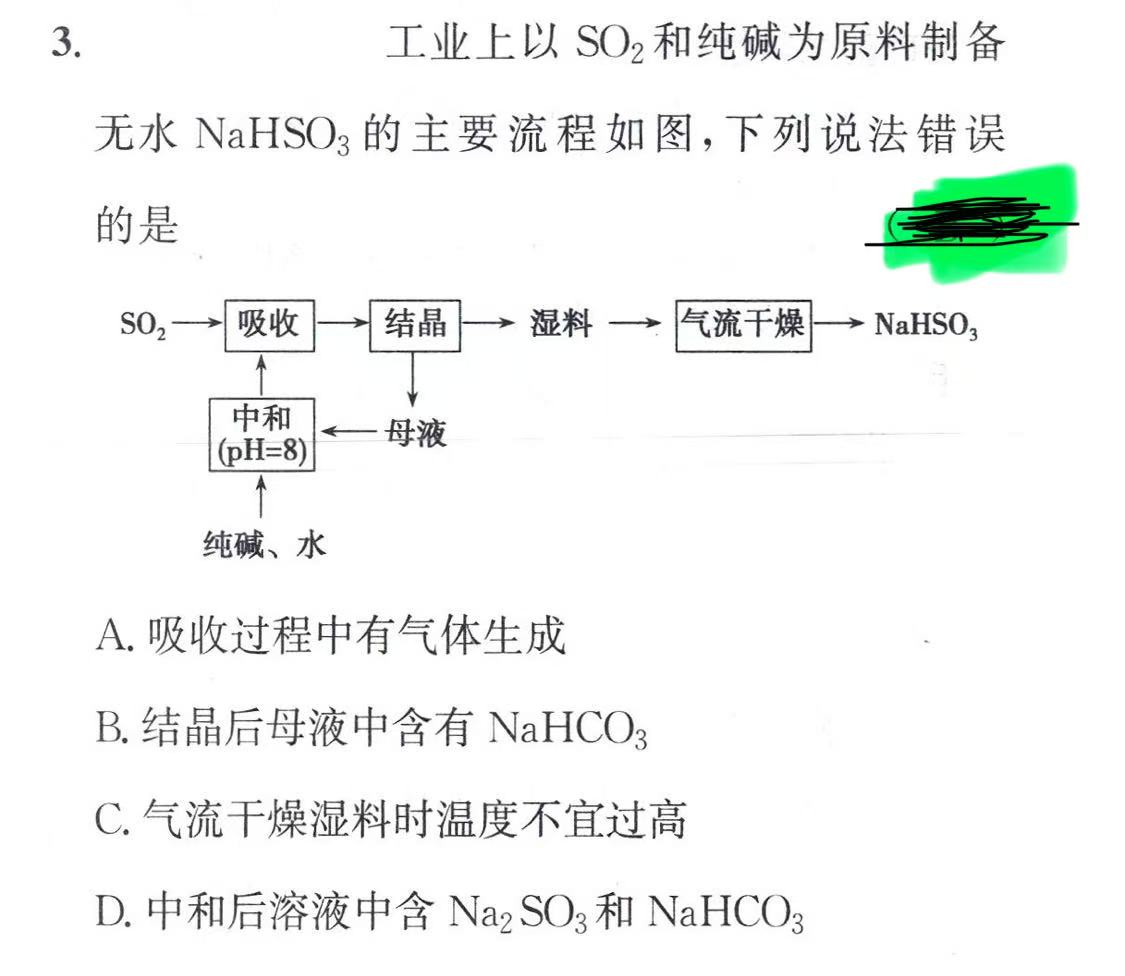 3. 工业上以 SO₂ 和纯碱为原料制备
无水 NaHSO₃ 的主要流程如图,下列说法错误
的是
SO₂ → 吸收 → 结晶 → 湿料 → 气流干燥 → NaHSO₃
中和
(pH=8) ← 母液
纯碱、水
A. 吸收过程中有气体生成
B. 结晶后母液中含有 NaHCO₃
C. 气流干燥湿料时温度不宜过高
D. 中和后溶液中含 Na₂SO₃ 和 NaHCO₃